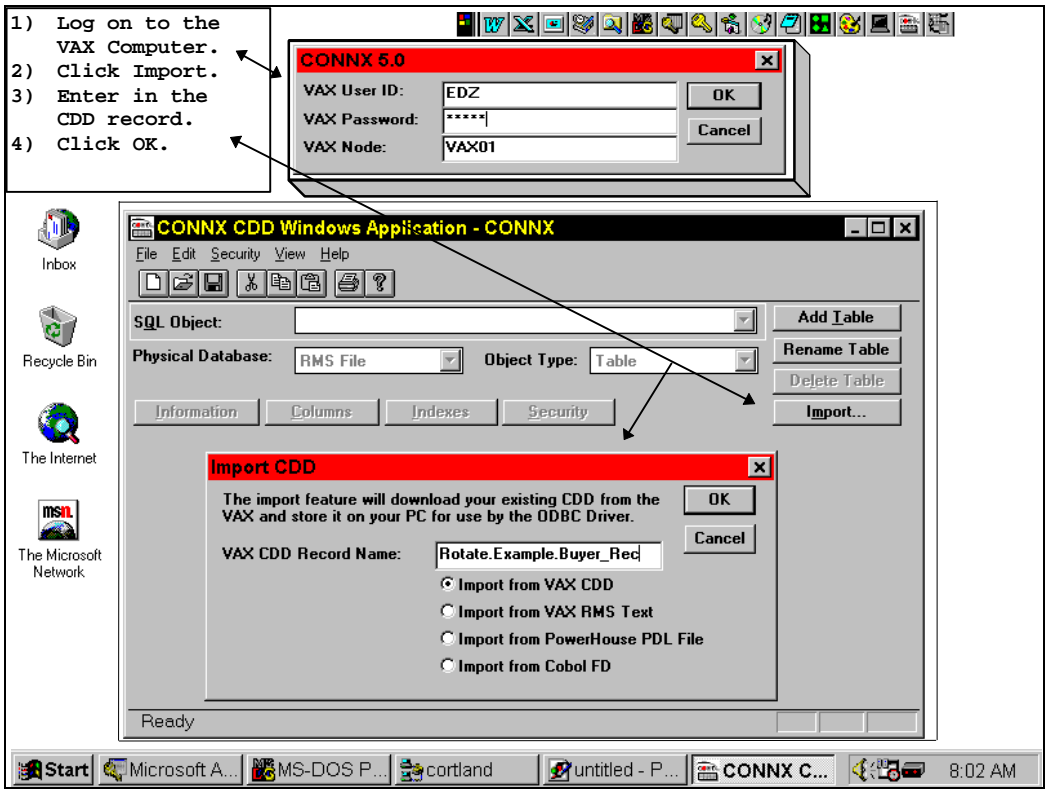 1) Log on to the
VAX Computer.
2) Click Import.
3) Enter in the
CDD record.
4) Click OK.
CONNX 5.0
VAX User ID: EDZ
OK
VAX Password: *****
Cancel
VAX Node: VAX01
Inbox
Recycle Bin
The Internet
msn.
The Microsoft
Network
CONNX CDD Windows Application - CONNX
File Edit Security View Help
SQL Object:
Add Table
Physical Database: RMS File Object Type: Table
Rename Table
Delete Table
Information Columns Indexes Security
Import...
Import CDD
The import feature will download your existing CDD from the
VAX and store it on your PC for use by the ODBC Driver.
OK
Cancel
VAX CDD Record Name: Rotate.Example.Buyer_Rec
Import from VAX CDD
Import from VAX RMS Text
Import from PowerHouse PDL File
Import from Cobol FD
Ready
Start Microsoft A... MS-DOS P... cortland untitled - P... CONNX C... 8:02 AM